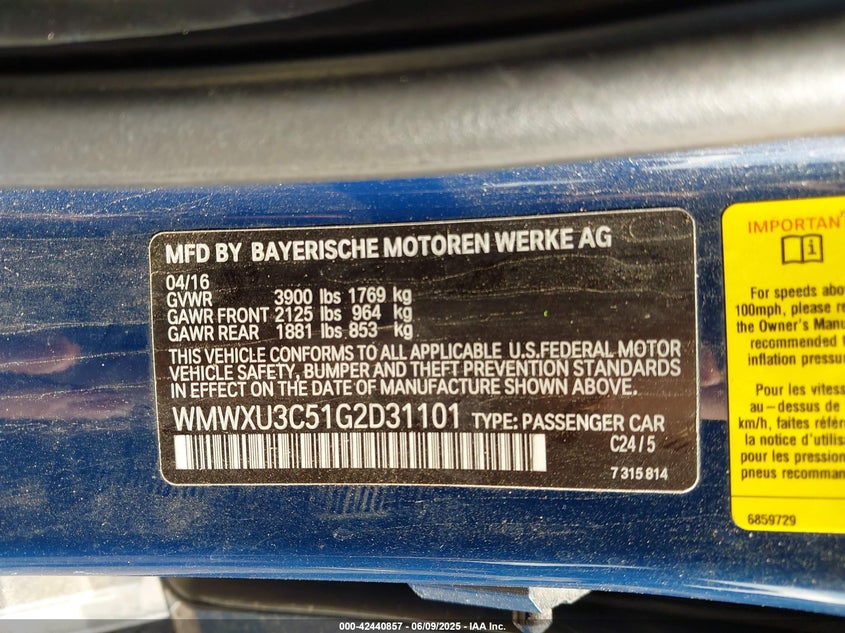 MFD BY BAYERISCHE MOTOREN WERKE AG
04/16
GVWR 3900 lbs 1769 kg
GAWR FRONT 2125 lbs 964 kg
GAWR REAR 1881 lbs 853 kg
THIS VEHICLE CONFORMS TO ALL APPLICABLE U.S.FEDERAL MOTOR
VEHICLE SAFETY, BUMPER AND THEFT PREVENTION STANDARDS
IN EFFECT ON THE DATE OF MANUFACTURE SHOWN ABOVE.
WMWXU3C51G2D31101 TYPE: PASSENGER CAR
C24/5
7 315 814
IMPORTAN
For speeds abo
100mph, please re
the Owner's Manu
recommended
inflation pressu
Pour les vitess
au-dessus de
km/h, faites référ
la notice d'utilis
pour les pression
pneus recomman
6859729
000-42440857 - 06/09/2025 - IAA Inc.